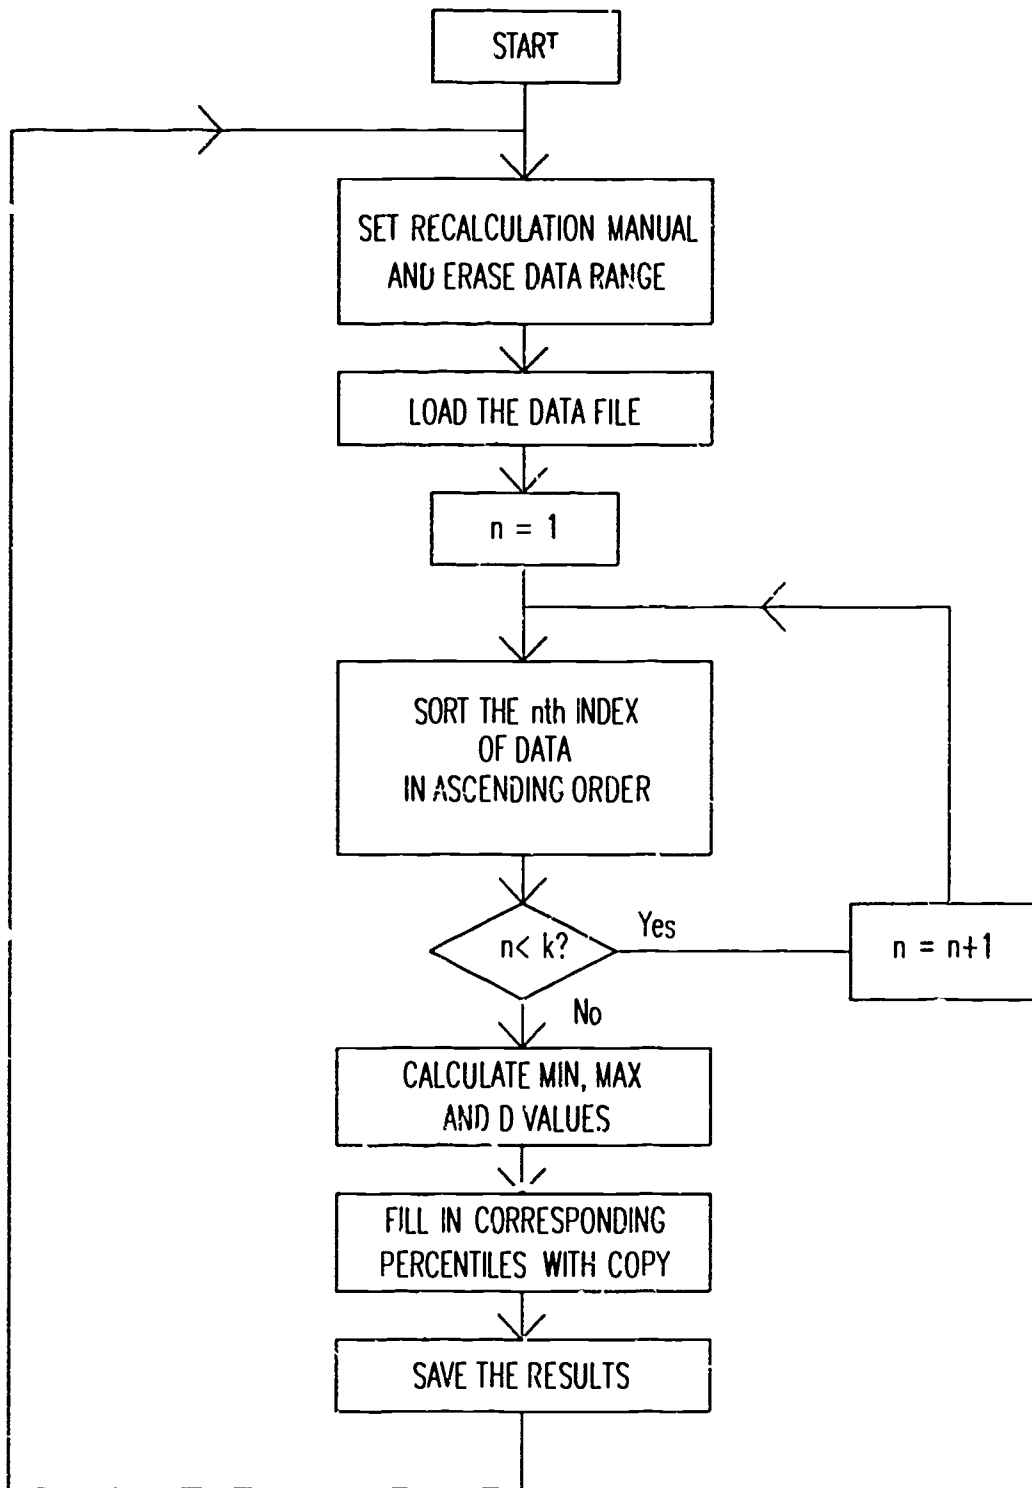 START
SET RECALCULATION MANUAL
AND ERASE DATA RANGE
LOAD THE DATA FILE
n = 1
SORT THE nth INDEX
OF DATA
IN ASCENDING ORDER
n< k?
Yes
n = n+1
No
CALCULATE MIN, MAX
AND D VALUES
FILL IN CORRESPONDING
PERCENTILES WITH COPY
SAVE THE RESULTS